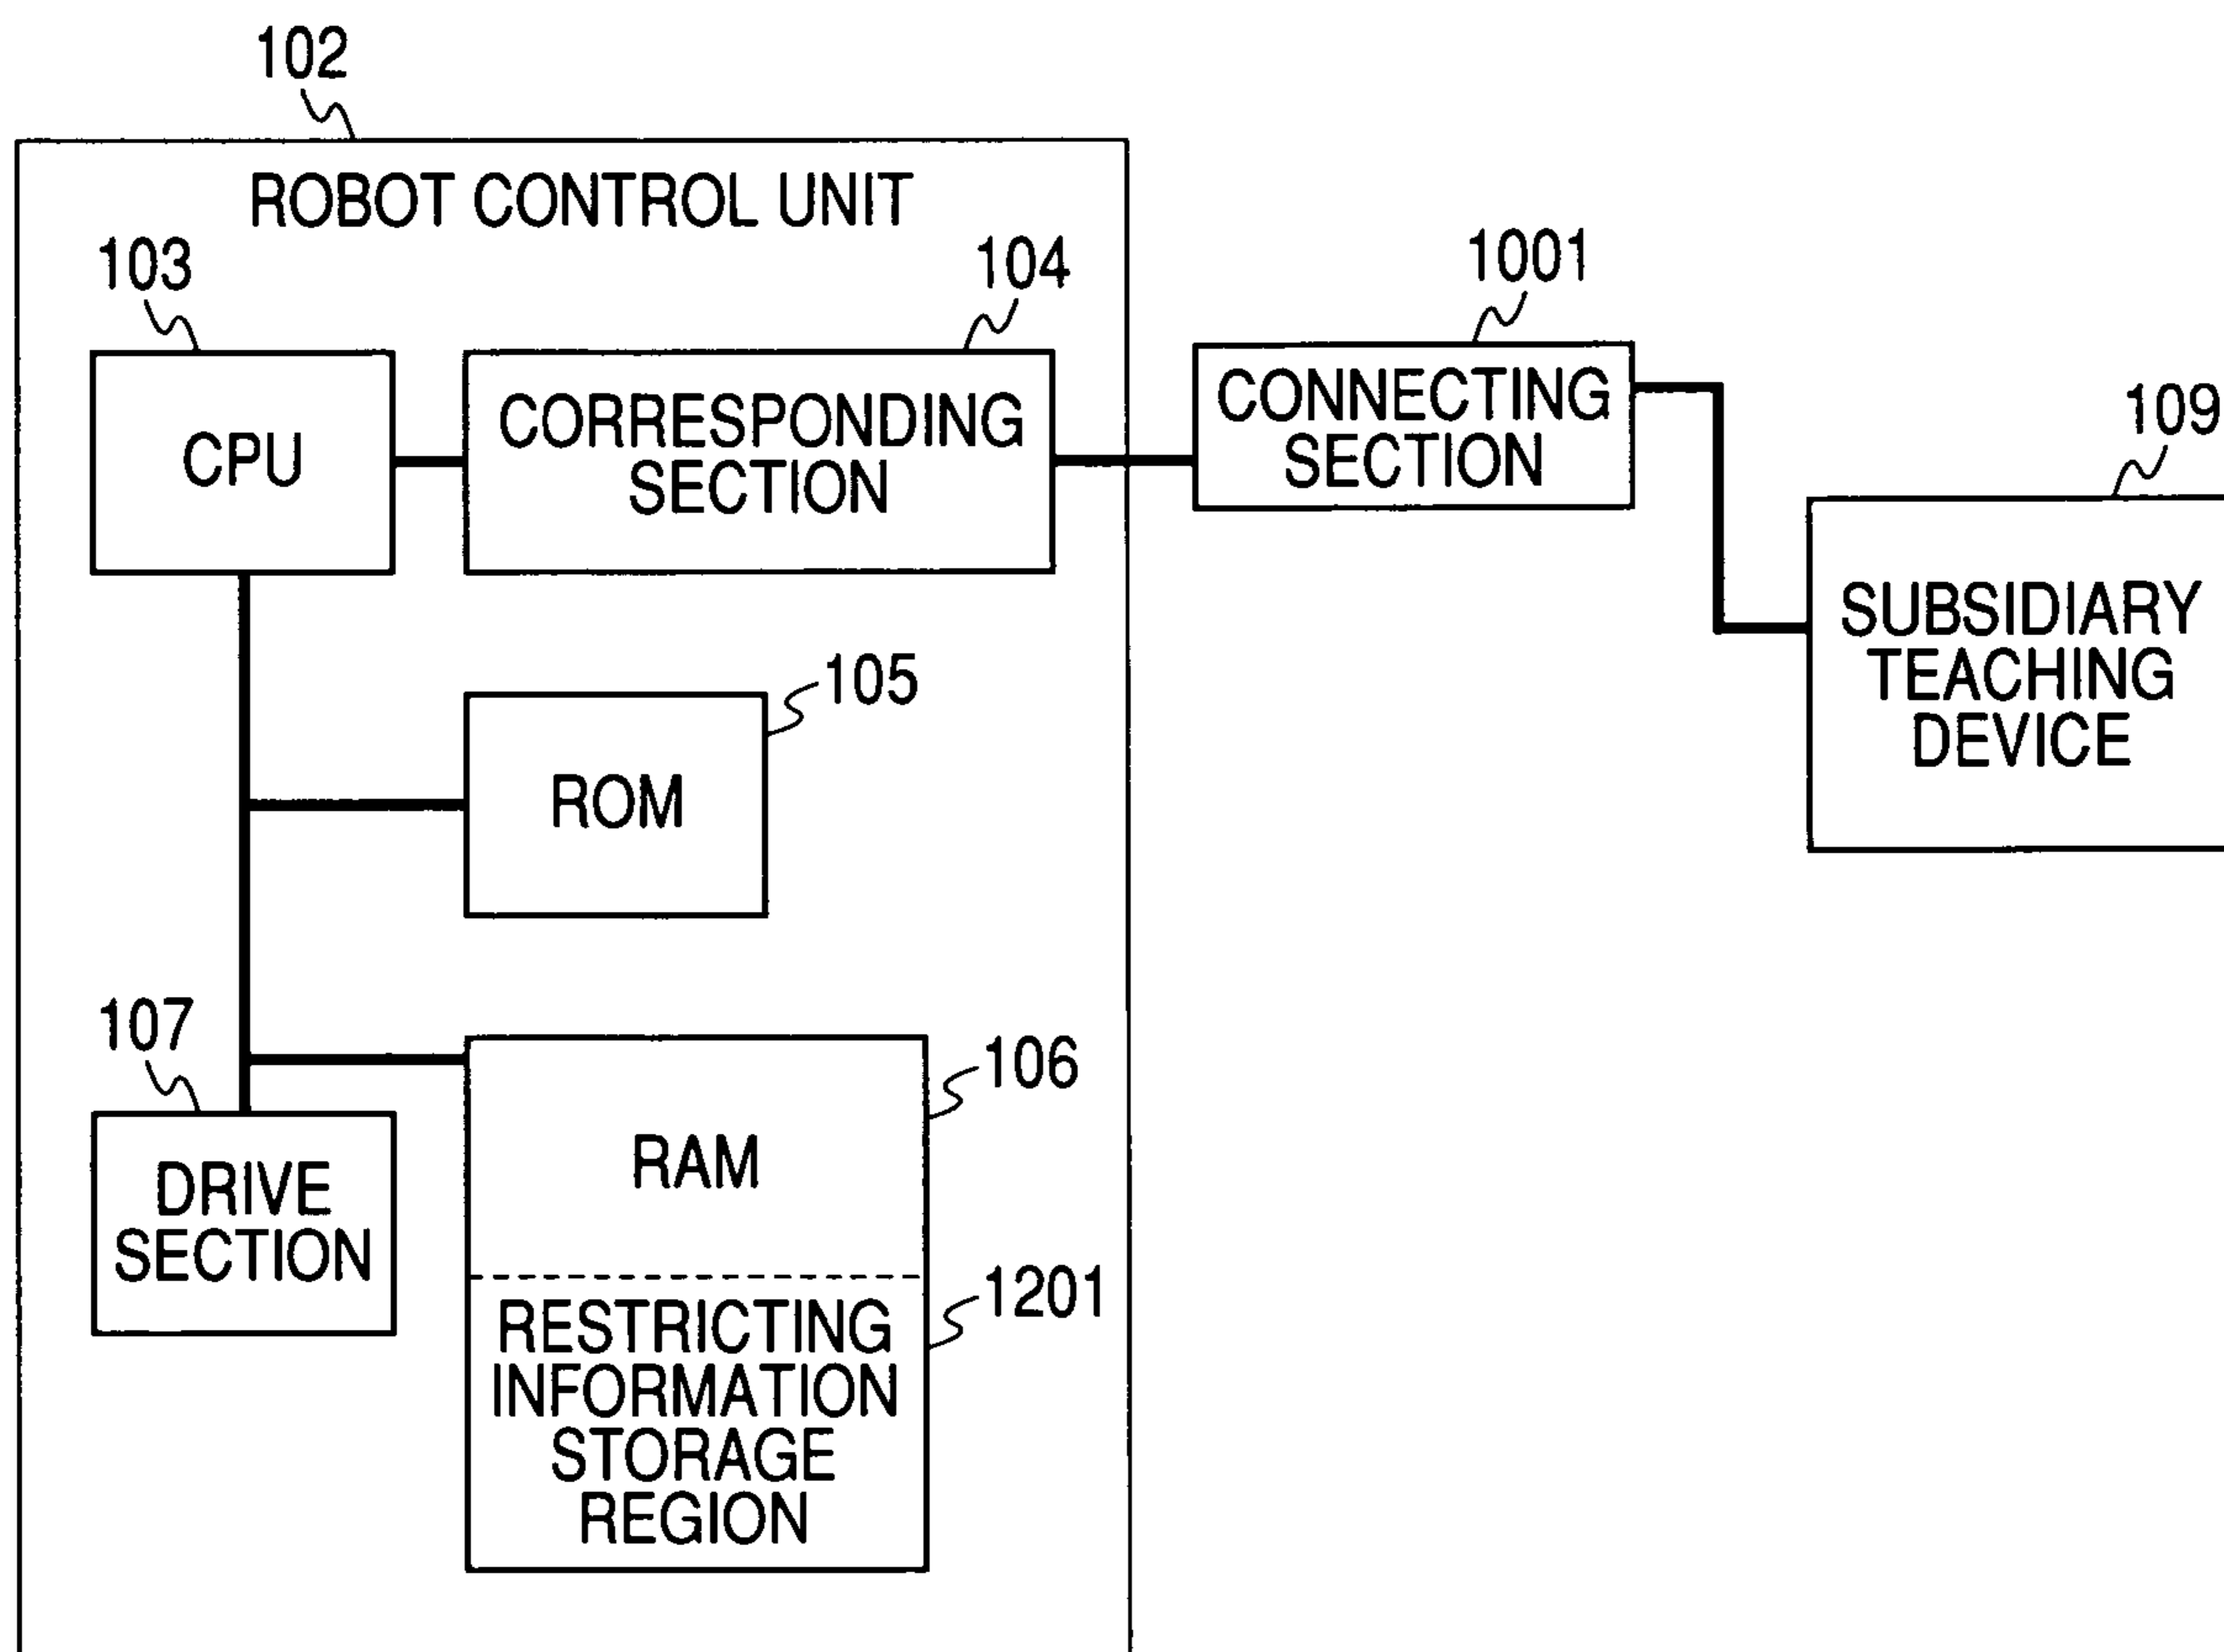 102
ROBOT CONTROL UNIT
103
104
1001
CPU
CORRESPONDING
SECTION
CONNECTING
SECTION
109
SUBSIDIARY
TEACHING
DEVICE
105
ROM
107
106
DRIVE
SECTION
RAM
1201
RESTRICTING
INFORMATION
STORAGE
REGION